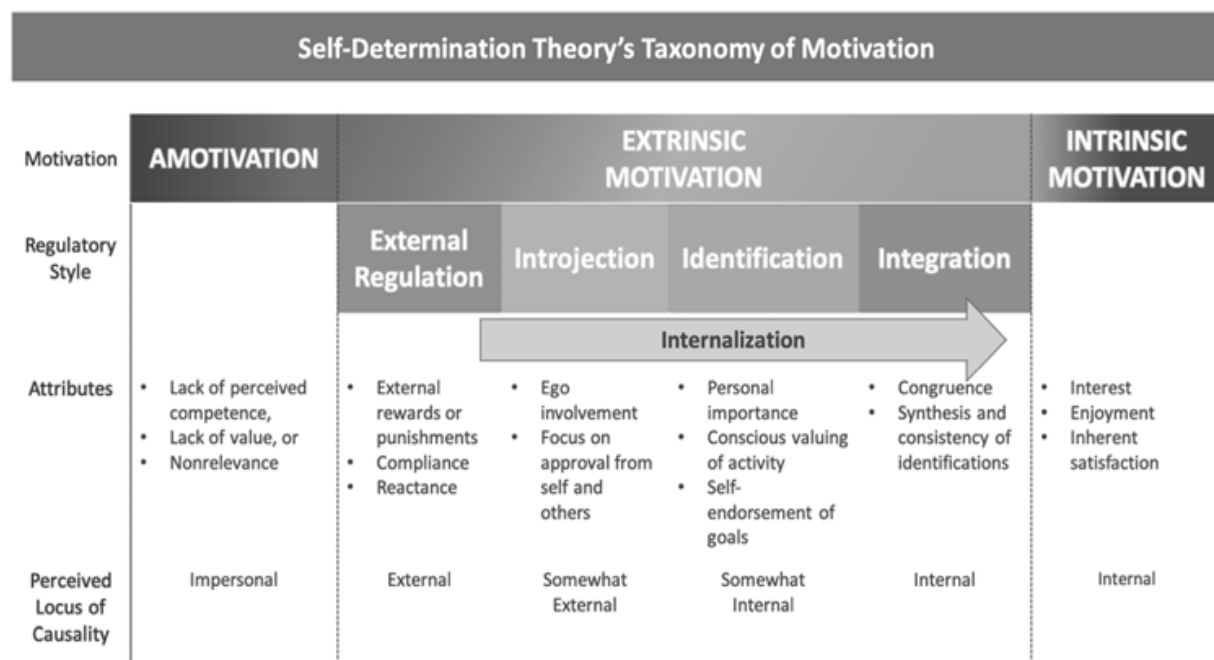 Self-Determination Theory's Taxonomy of Motivation
Motivation
AMOTIVATION
EXTRINSIC
MOTIVATION
INTRINSIC
MOTIVATION
Regulatory
Style
External
Regulation
Introjection
Identification
Integration
Internalization
Attributes
• Lack of perceived
competence,
• Lack of value, or
• Nonrelevance
• External
rewards or
punishments
• Compliance
• Reactance
• Ego
involvement
• Focus on
approval from
self and
others
• Personal
importance
• Conscious valuing
of activity
• Self-
endorsement of
goals
• Congruence
• Synthesis and
consistency of
identifications
• Interest
• Enjoyment
• Inherent
satisfaction
Perceived
Locus of
Causality
Impersonal
External
Somewhat
External
Somewhat
Internal
Internal
Internal